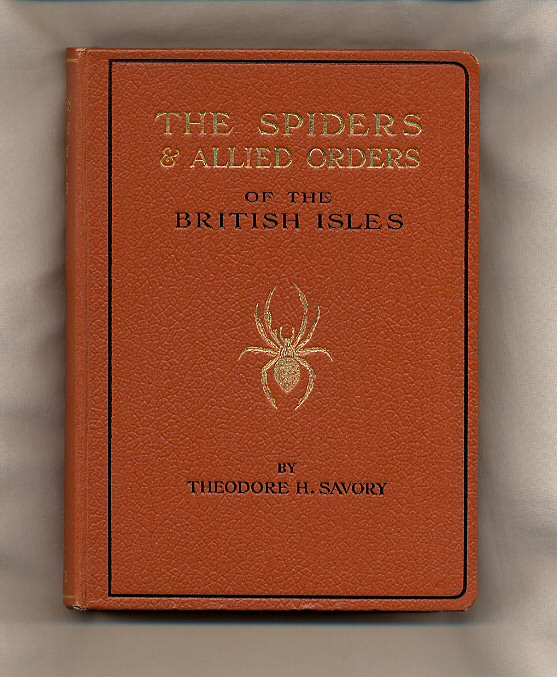 THE SPIDERS
& ALLIED ORDERS
OF THE
BRITISH ISLES
BY
THEODORE H. SAVORY